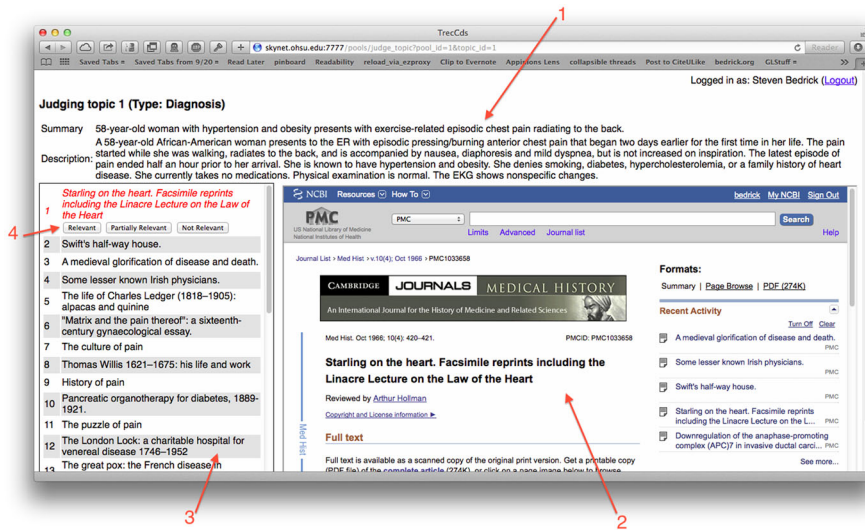 1
TrecCds
skynet.ohsu.edu:7777/pools/judge_topic?pool_id=1&topic_id=1
Reader
Saved Tabs
Saved Tabs from 9/20
Read Later
pinboard
Readability
reload_via_ezproxy
Clip to Evernote
Appinions Lens
collapsible threads
Post to CiteULike
bedrick.org
GLStuff
Logged in as: Steven Bedrick (Logout)
Judging topic 1 (Type: Diagnosis)
Summary 58-year-old woman with hypertension and obesity presents with exercise-related episodic chest pain radiating to the back.
A 58-year-old African-American woman presents to the ER with episodic pressing/burning anterior chest pain that began two days earlier for the first time in her life. The pain
started while she was walking, radiates to the back, and is accompanied by nausea, diaphoresis and mild dyspnea, but is not increased on inspiration. The latest episode of
Description: pain ended half an hour prior to her arrival. She is known to have hypertension and obesity. She denies smoking, diabetes, hypercholesterolemia, or a family history of heart
disease. She currently takes no medications. Physical examination is normal. The EKG shows nonspecific changes.
Starling on the heart. Facsimile reprints
1 including the Linacre Lecture on the Law of
the Heart
4
Relevant Partially Relevant Not Relevant
2 Swift's half-way house.
3 A medieval glorification of disease and death.
4 Some lesser known Irish physicians.
5 The life of Charles Ledger (1818–1905):
alpacas and quinine
6 "Matrix and the pain thereof": a sixteenth-
century gynaecological essay.
7 The culture of pain
8 Thomas Willis 1621–1675: his life and work
9 History of pain
10 Pancreatic organotherapy for diabetes, 1889-
1921.
11 The puzzle of pain
12 The London Lock: a charitable hospital for
venereal disease 1746–1952
13 The great pox: the French disease in
3
NCBI Resources How To
bedrick My NCBI Sign Out
PMC
US National Library of Medicine
National Institutes of Health
PMC
Search
Limits Advanced Journal list
Help
Journal List > Med Hist > v.10(4); Oct 1966 > PMC1033658
CAMBRIDGE JOURNALS MEDICAL HISTORY
An International Journal for the History of Medicine and Related Sciences
Med Hist. Oct 1966; 10(4): 420–421.
PMCID: PMC1033658
Starling on the heart. Facsimile reprints including the
Linacre Lecture on the Law of the Heart
Reviewed by Arthur Hollman
Copyright and License information ►
Med Hist
Full text
Full text is available as a scanned copy of the original print version. Get a printable copy
(PDF file) of the complete article (274K), or click on a page image below to browse
2
Formats:
Summary | Page Browse | PDF (274K)
Recent Activity
Turn Off Clear
A medieval glorification of disease and death.
PMC
Some lesser known Irish physicians.
PMC
Swift's half-way house.
PMC
Starling on the heart. Facsimile reprints
including the Linacre Lecture on the L... PMC
Downregulation of the anaphase-promoting
complex (APC)7 in invasive ductal carci... PMC
See more...